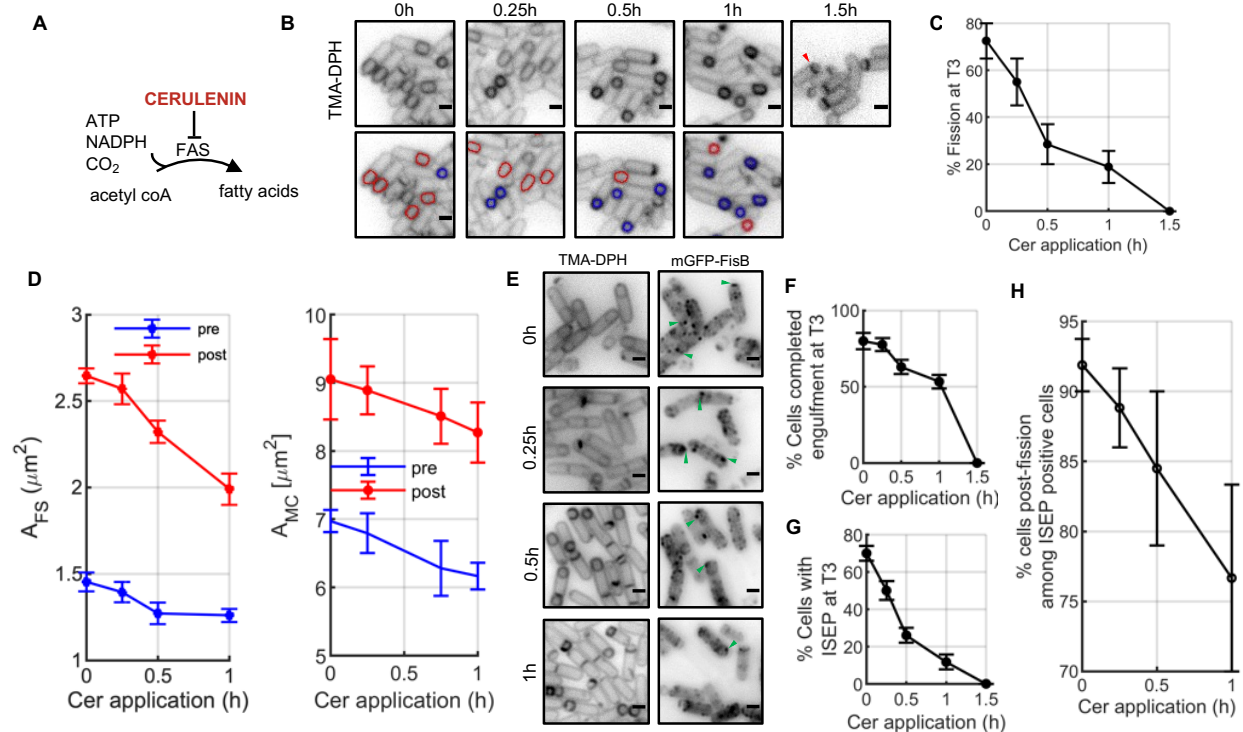 A
CERULENIN
ATP
NADPH
CO2
FAS
acetyl coA
fatty acids
B
0h
0.25h
0.5h
1h
1.5h
TMA-DPH
C
% Fission at T3
80
60
40
20
0
0
0.5
1
1.5
Cer application (h)
D
AFS (μm2)
3
2.5
2
1.5
1
pre
post
0
0.5
1
Cer application (h)
AMC [μm2]
10
9
8
7
6
5
pre
post
0
0.5
1
Cer application (h)
E
TMA-DPH
mGFP-FisB
0h
0.25h
0.5h
1h
F
% Cells completed
engulfment at T3
100
50
0
0
0.5
1
1.5
Cer application (h)
G
% Cells with
ISEP at T3
80
60
40
20
0
0
0.5
1
1.5
Cer application (h)
H
% cells post-fission
among ISEP positive cells
95
90
85
80
75
70
0
0.5
1
Cer application (h)